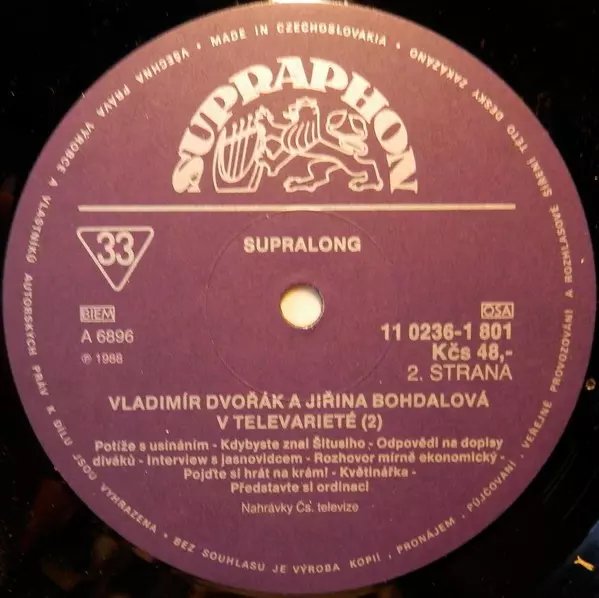 VŠECHNA PRÁVA VÝROBCE A VLASTNÍKŮ AUTORSKÝCH PRÁV K DÍLU JSOU VYHRAZENA • BEZ SOUHLASU JE VÝROBA KOPIÍ, PRONÁJEM, PŮJČOVÁNÍ, VEŘEJNÉ PROVOZOVÁNÍ A ROZHLASOVÉ ŠÍŘENÍ TÉTO DESKY ZAKÁZÁNO • MADE IN CZECHOSLOVAKIA •
SUPRAPHON
33
SUPRALONG
BIEM
OSA
A 6896
11 0236-1 801
℗ 1988
Kčs 48,-
2. STRANA
VLADIMÍR DVOŘÁK A JIŘINA BOHDALOVÁ
V TELEVARIETÉ (2)
Potíže s usínáním - Kdybyste znal Šitusiho - Odpovědi na dopisy
diváků - Interview s jasnovidcem - Rozhovor mírně ekonomický -
Pojďte si hrát na krám! - Květinářka -
Představte si ordinaci
Nahrávky Čs. televize